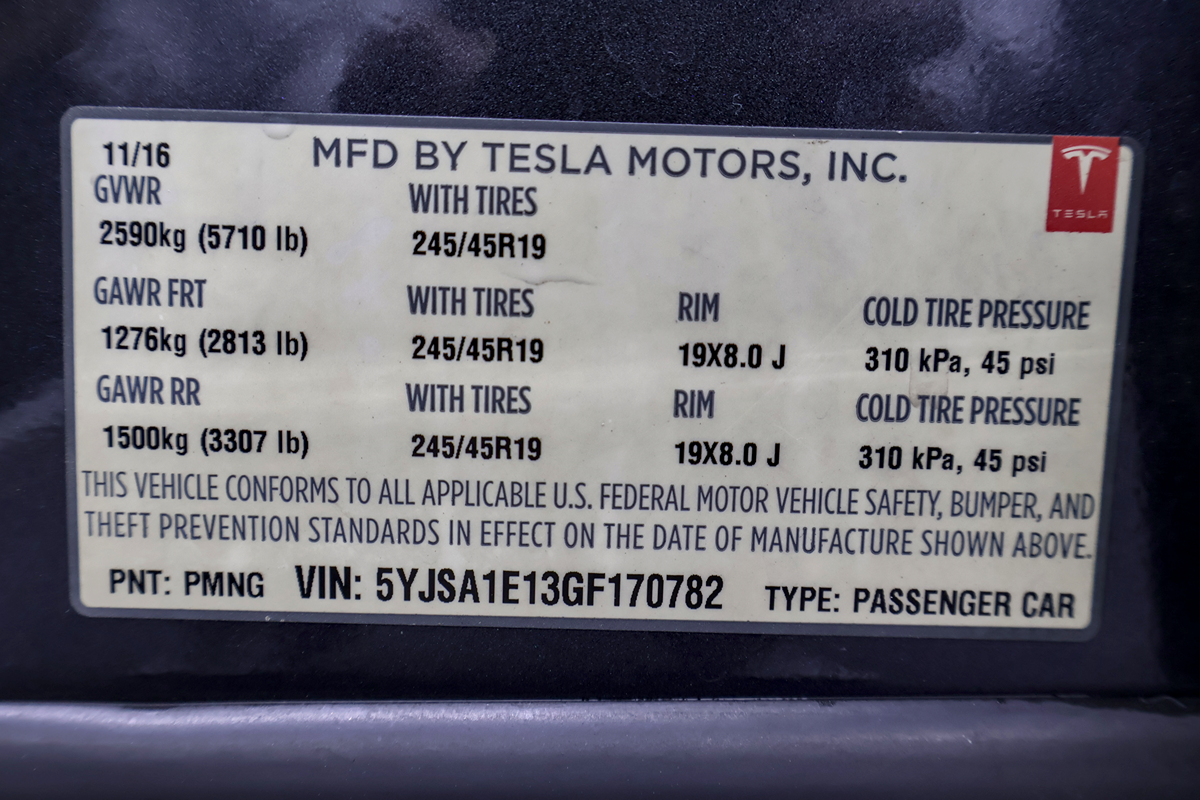 11/16 MFD BY TESLA MOTORS, INC.
TESLA
GVWR WITH TIRES
2590kg (5710 lb) 245/45R19
GAWR FRT WITH TIRES RIM COLD TIRE PRESSURE
1276kg (2813 lb) 245/45R19 19X8.0 J 310 kPa, 45 psi
GAWR RR WITH TIRES RIM COLD TIRE PRESSURE
1500kg (3307 lb) 245/45R19 19X8.0 J 310 kPa, 45 psi
THIS VEHICLE CONFORMS TO ALL APPLICABLE U.S. FEDERAL MOTOR VEHICLE SAFETY, BUMPER, AND
THEFT PREVENTION STANDARDS IN EFFECT ON THE DATE OF MANUFACTURE SHOWN ABOVE.
PNT: PMNG VIN: 5YJSA1E13GF170782 TYPE: PASSENGER CAR